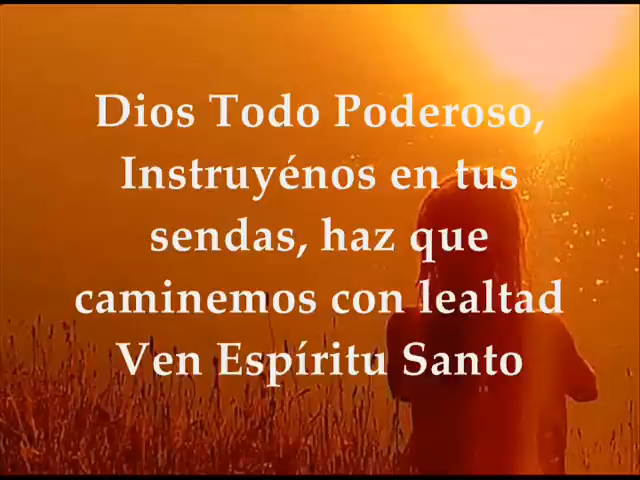 Dios Todo Poderoso,
Instruyénos en tus
sendas, haz que
caminemos con lealtad
Ven Espíritu Santo